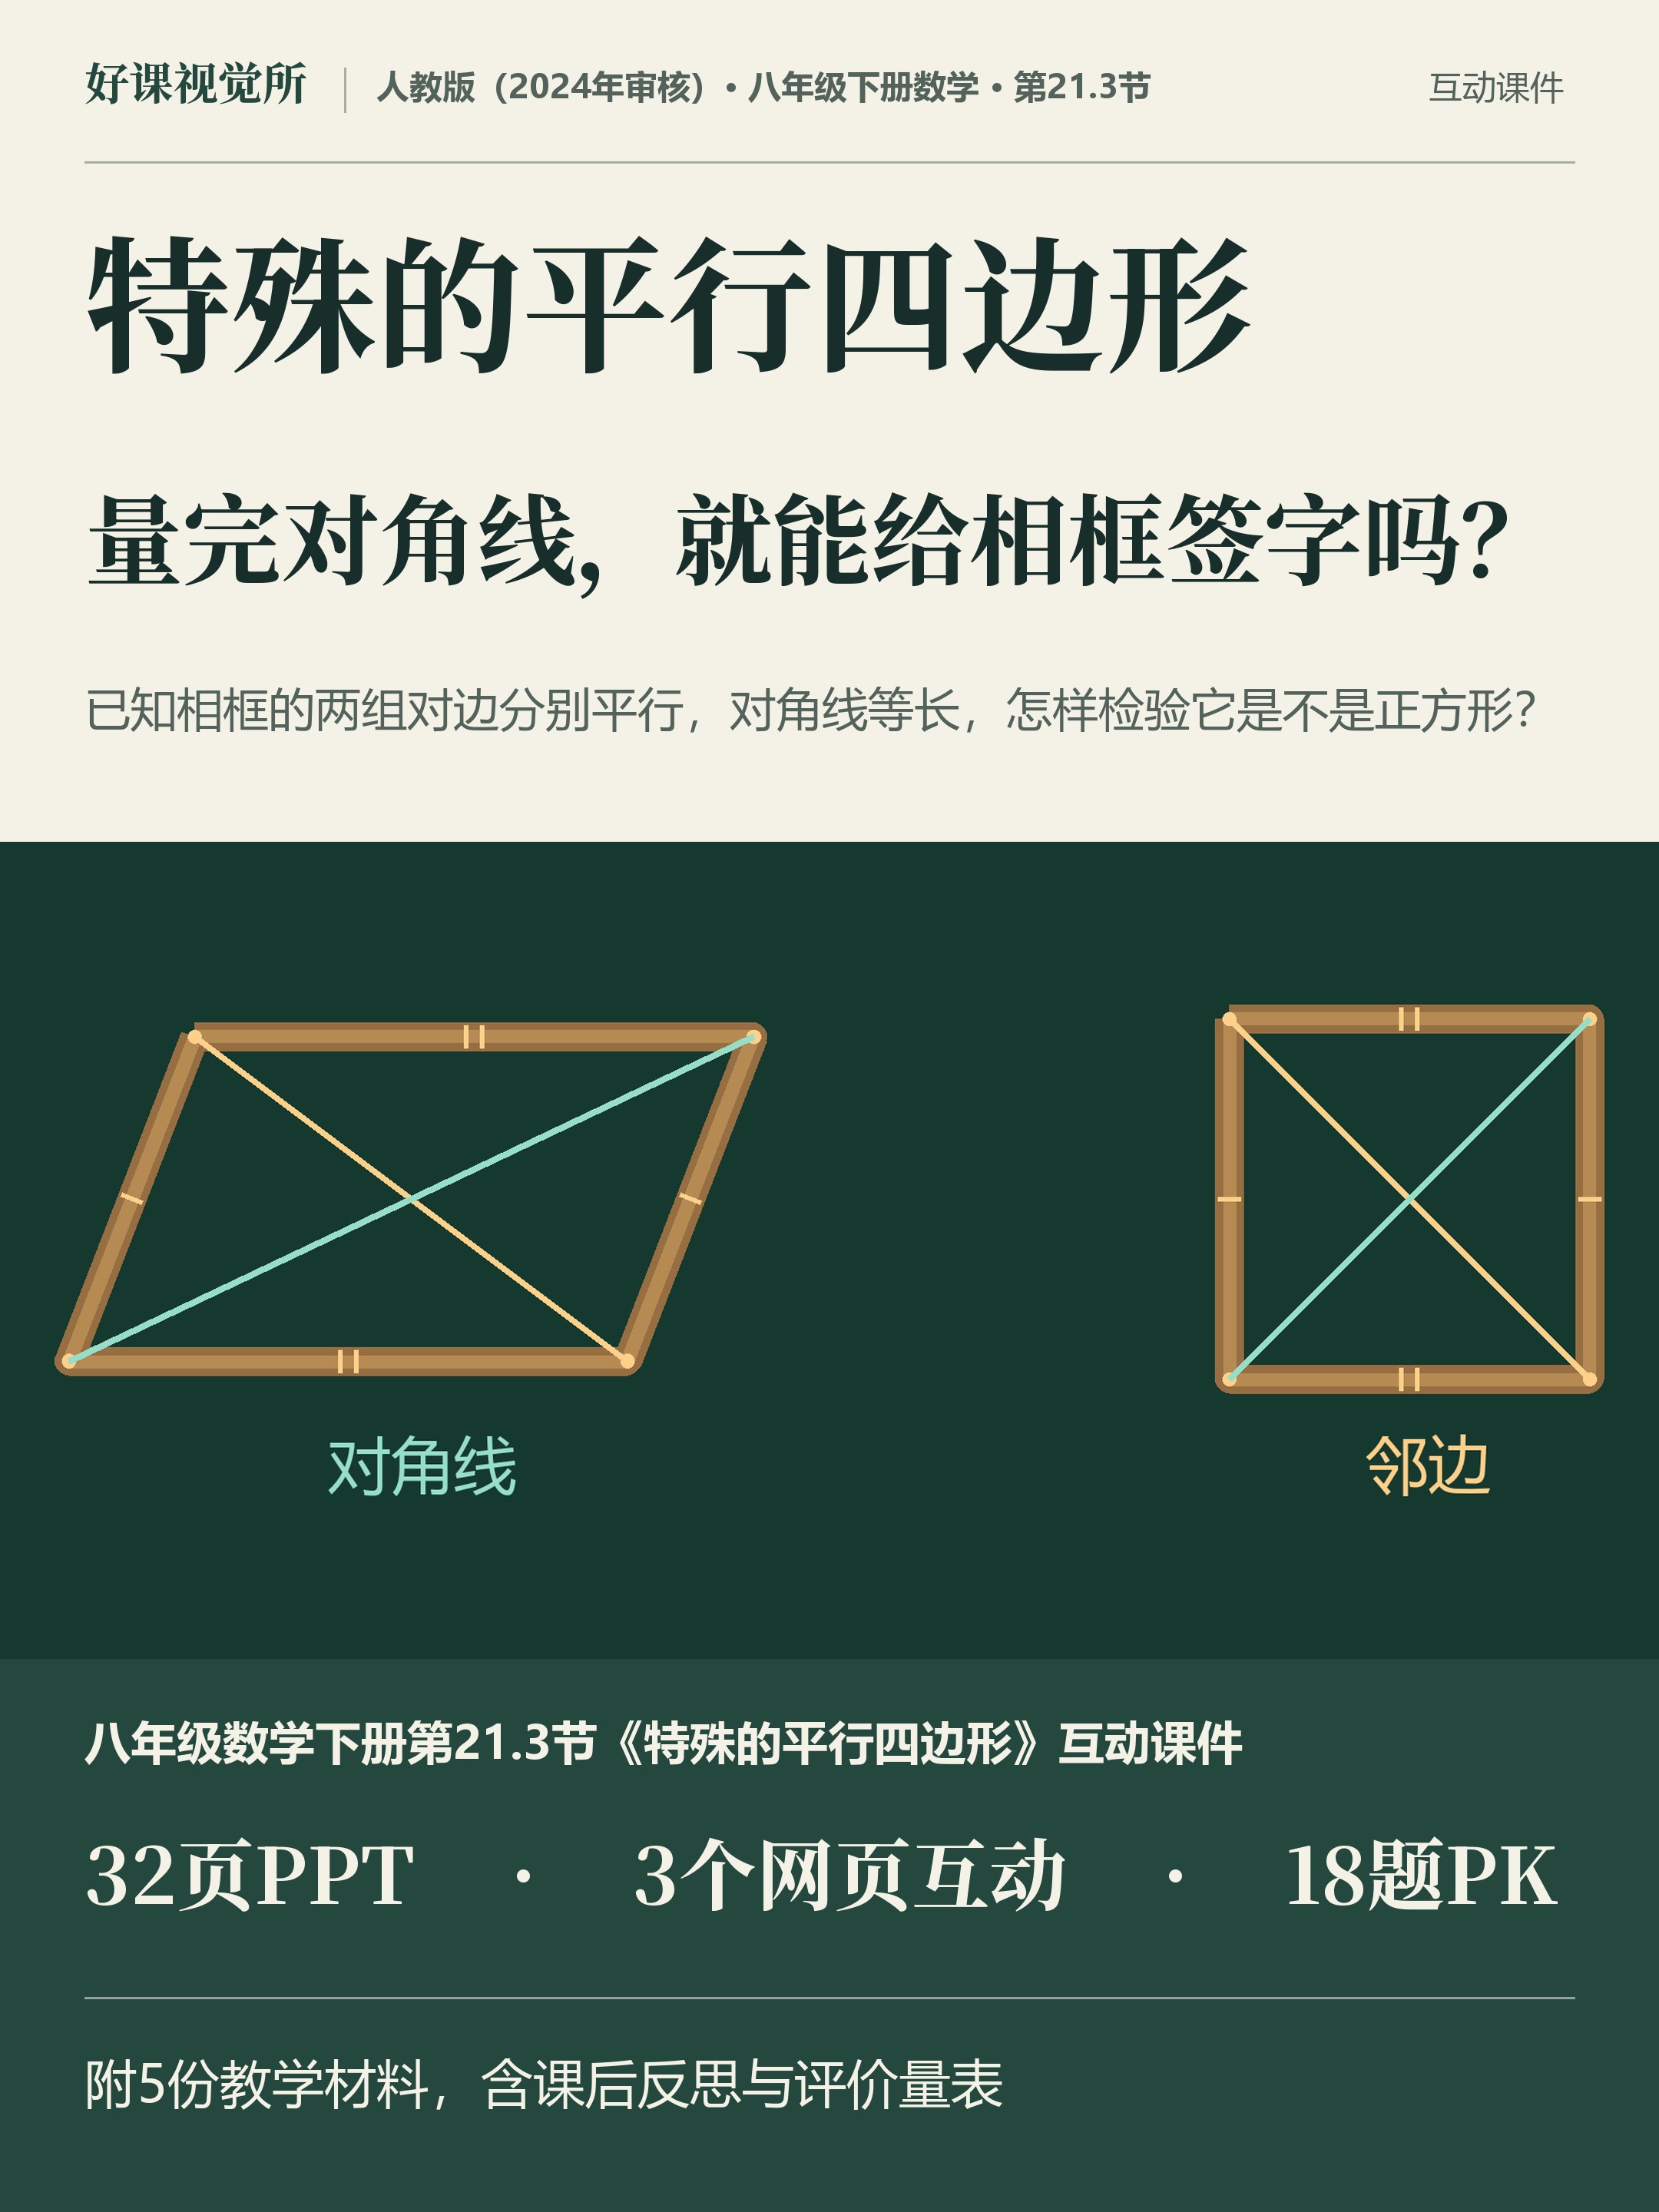 好课视觉所 人教版（2024年审核）·八年级下册数学·第21.3节 互动课件
特殊的平行四边形
量完对角线，就能给相框签字吗？
已知相框的两组对边分别平行，对角线等长，怎样检验它是不是正方形？
对角线 邻边
八年级数学下册第21.3节《特殊的平行四边形》互动课件
32页PPT · 3个网页互动 · 18题PK
附5份教学材料，含课后反思与评价量表